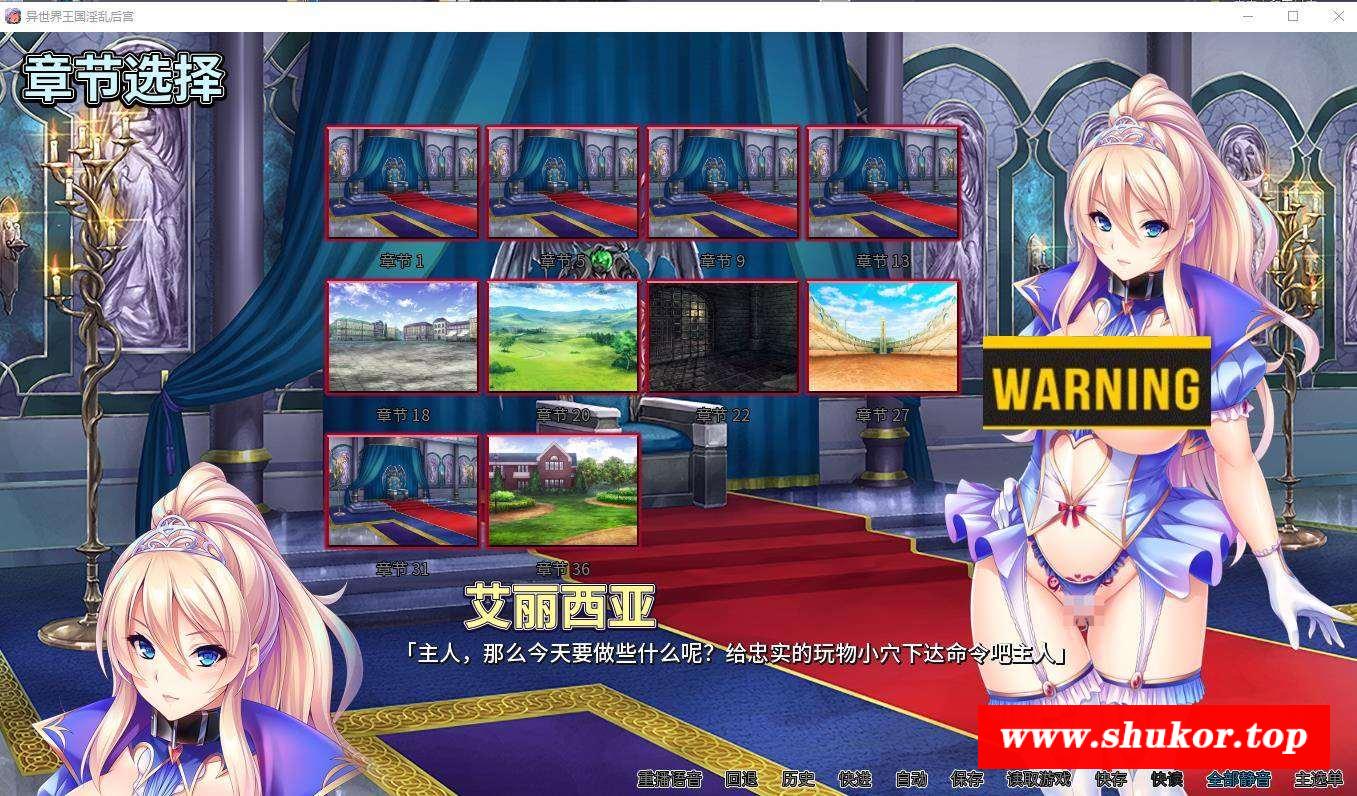 异世界王国淫乱后宫
章节选择
章节 1
章节 5
章节 9
章节 13
章节 18
章节 20
章节 22
章节 27
WARNING
章节 31
章节 36
艾丽西亚
「主人，那么今天要做些什么呢？给忠实的玩物小穴下达命令吧主人」
www.shukor.top
重播语音 回退 历史 快进 自动 保存 读取游戏 快存 快读 全部静音 主选单